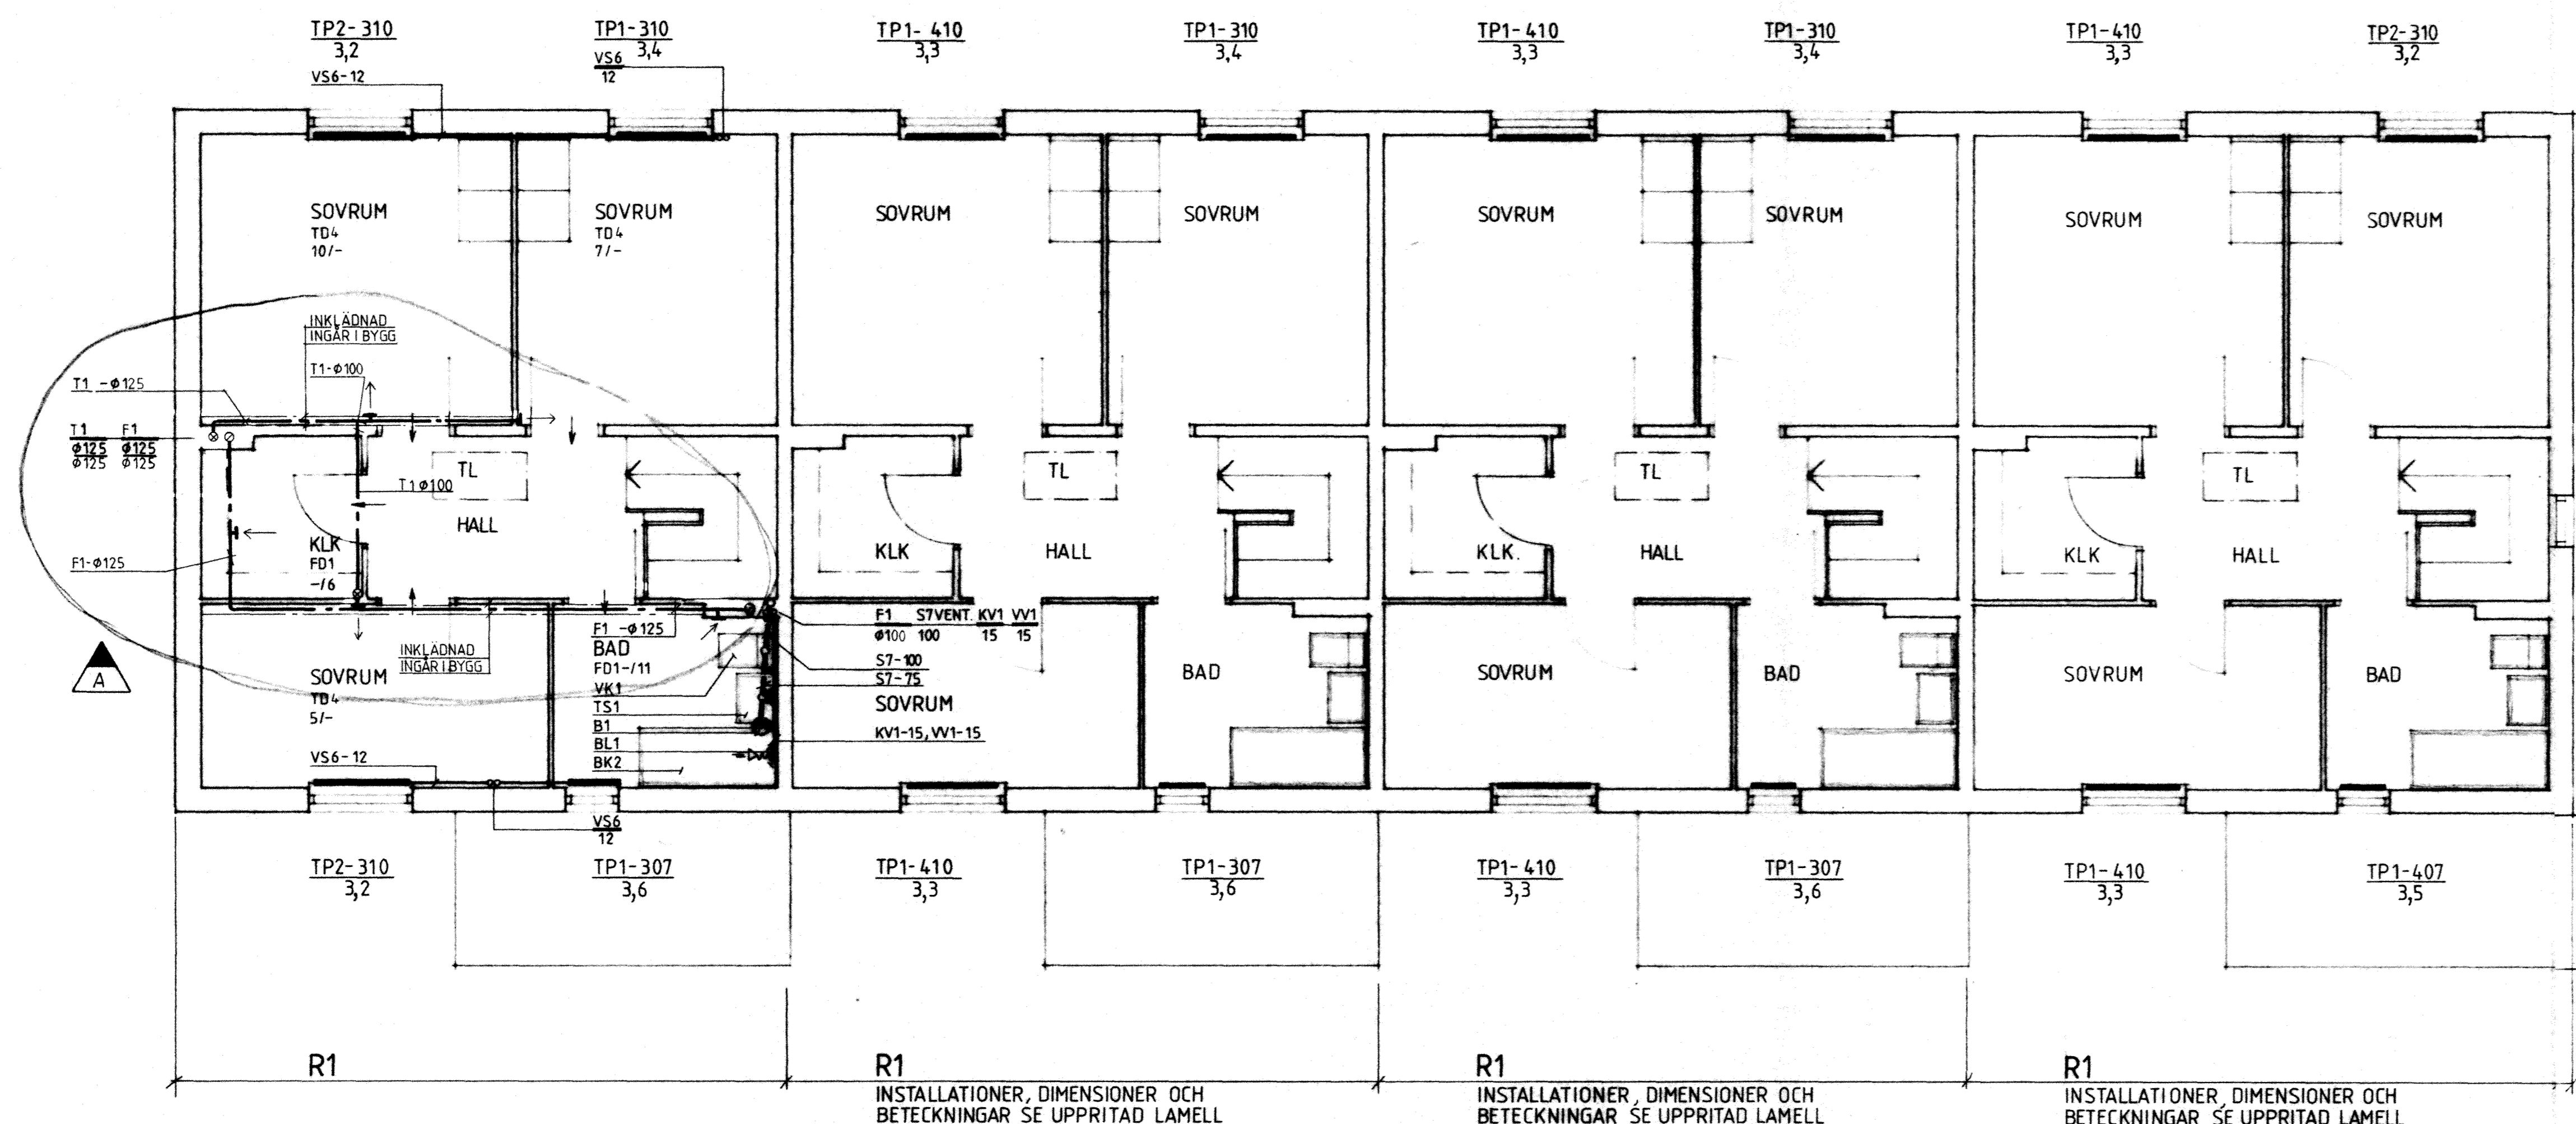 TP2-310
3,2
TP1-310
3,4
TP1-410
3,3
TP1-310
3,4
TP1-410
3,3
TP1-310
3,4
TP1-410
3,3
TP2-310
3,2
VS6-12
VS6
12
SOVRUM
TD4
10/-
SOVRUM
TD4
7/-
SOVRUM
SOVRUM
SOVRUM
SOVRUM
SOVRUM
SOVRUM
INKLÄDNAD
INGÅR I BYGG
T1-φ100
T1 -φ125
T1 F1
φ125 φ125
φ125 φ125
TL
T1φ100
HALL
KLK
FD1
-/6
F1-φ125
TL
KLK
HALL
TL
KLK.
HALL
TL
KLK
HALL
F1 -φ125
BAD
FD1-/11
INKLÄDNAD
INGÅR I BYGG
SOVRUM
TD4
5/-
VK1
TS1
B1
BL1
BK2
VS6-12
VS6
12
F1 S7VENT. KV1 VV1
φ100 100 15 15
S7-100
S7-75
SOVRUM
KV1-15, VV1-15
BAD
SOVRUM
BAD
SOVRUM
BAD
A
TP2-310
3,2
TP1-307
3,6
TP1-410
3,3
TP1-307
3,6
TP1-410
3,3
TP1-307
3,6
TP1-410
3,3
TP1-407
3,5
R1
R1
INSTALLATIONER, DIMENSIONER OCH
BETECKNINGAR SE UPPRITAD LAMELL
R1
INSTALLATIONER, DIMENSIONER OCH
BETECKNINGAR SE UPPRITAD LAMELL
R1
INSTALLATIONER, DIMENSIONER OCH
BETECKNINGAR SE UPPRITAD LAMELL